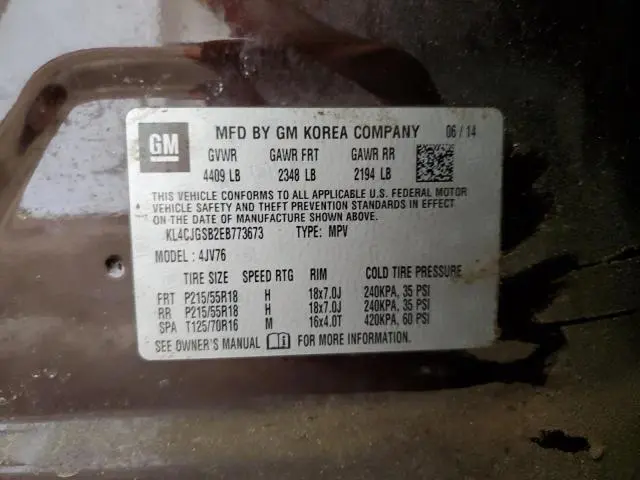 GM MFD BY GM KOREA COMPANY 06/14
GVWR GAWR FRT GAWR RR
4409 LB 2348 LB 2194 LB
THIS VEHICLE CONFORMS TO ALL APPLICABLE U.S. FEDERAL MOTOR
VEHICLE SAFETY AND THEFT PREVENTION STANDARDS IN EFFECT
ON THE DATE OF MANUFACTURE SHOWN ABOVE.
KL4CJGSB2EB773673 TYPE: MPV
MODEL: 4JV76
TIRE SIZE SPEED RTG RIM COLD TIRE PRESSURE
FRT P215/55R18 H 18x7.0J 240KPA, 35 PSI
RR P215/55R18 H 18x7.0J 240KPA, 35 PSI
SPA T125/70R16 M 16x4.0T 420KPA, 60 PSI
SEE OWNER'S MANUAL FOR MORE INFORMATION.